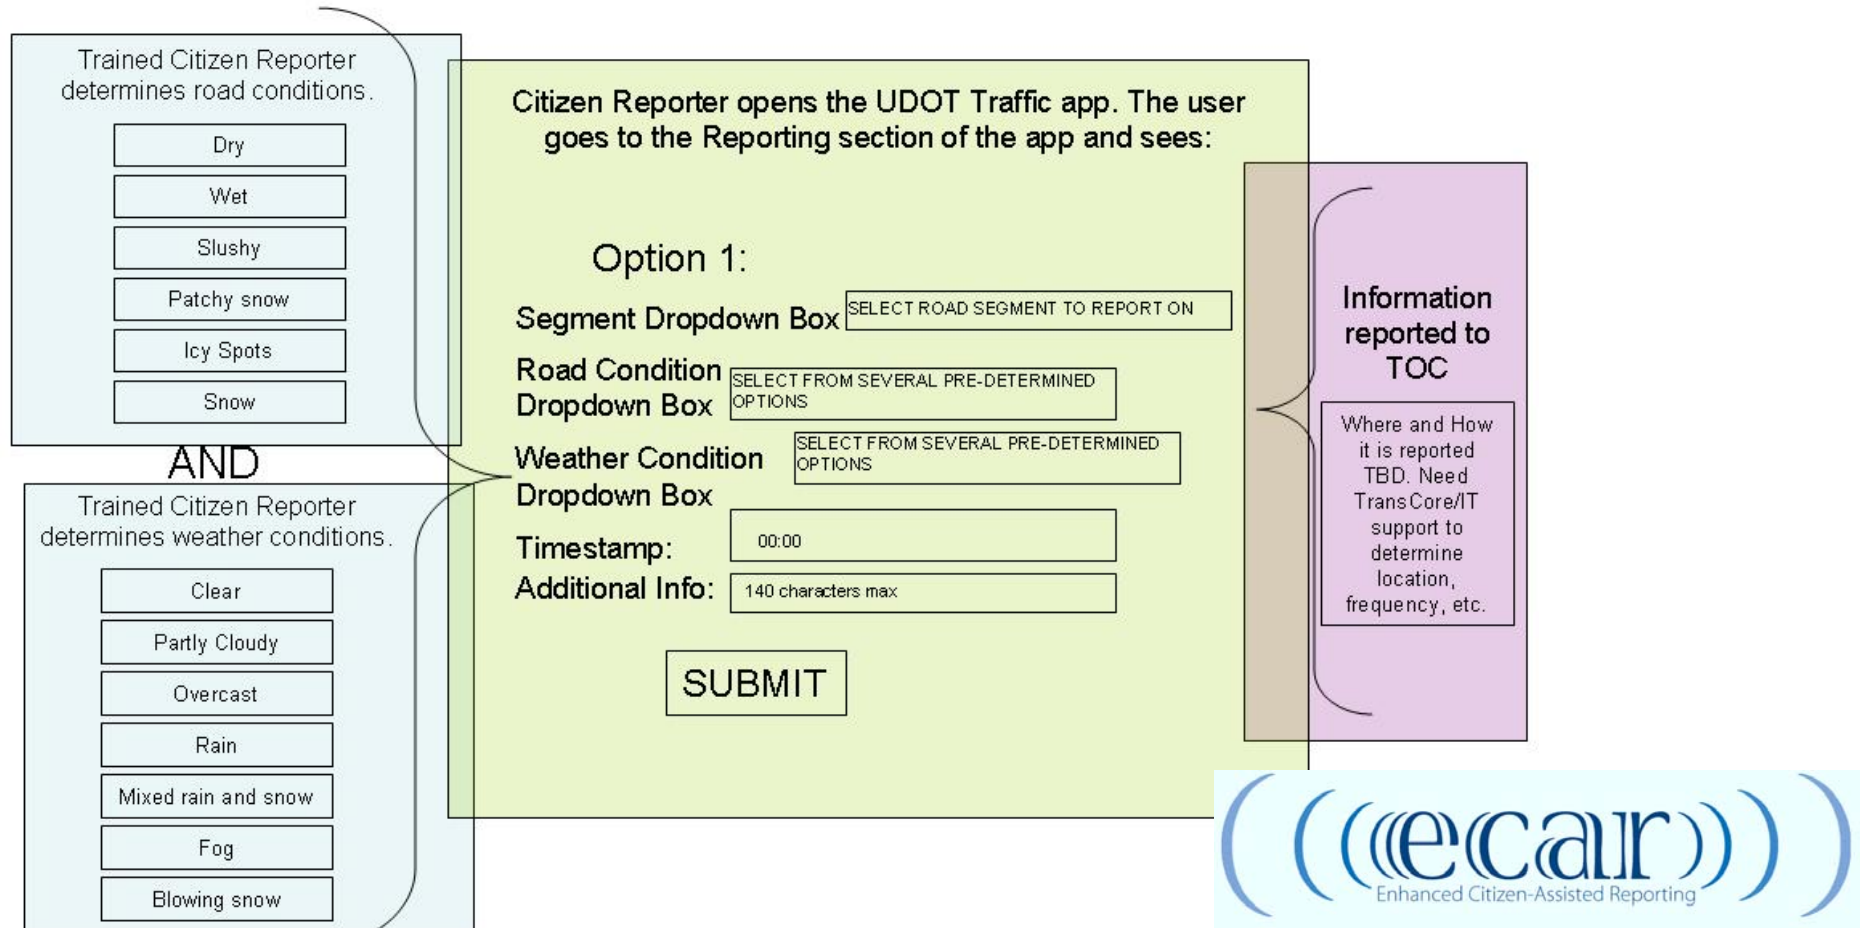 Trained Citizen Reporter
determines road conditions.
Dry
Wet
Slushy
Patchy snow
Icy Spots
Snow
AND
Trained Citizen Reporter
determines weather conditions.
Clear
Partly Cloudy
Overcast
Rain
Mixed rain and snow
Fog
Blowing snow
Citizen Reporter opens the UDOT Traffic app. The user
goes to the Reporting section of the app and sees:
Option 1:
Segment Dropdown Box
SELECT ROAD SEGMENT TO REPORT ON
Road Condition
Dropdown Box
SELECT FROM SEVERAL PRE-DETERMINED
OPTIONS
Weather Condition
Dropdown Box
SELECT FROM SEVERAL PRE-DETERMINED
OPTIONS
Timestamp:
00:00
Additional Info:
140 characters max
SUBMIT
Information
reported to
TOC
Where and How
it is reported
TBD. Need
TransCore/IT
support to
determine
location,
frequency, etc.
ecar
Enhanced Citizen-Assisted Reporting